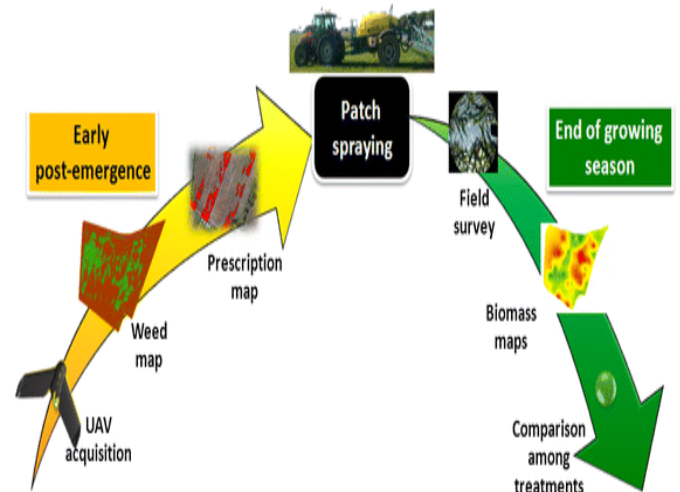 Early
post-emergence
Patch
spraying
End of growing
season
UAV
acquisition
Weed
map
Prescription
map
Field
survey
Biomass
maps
Comparison
among
treatments